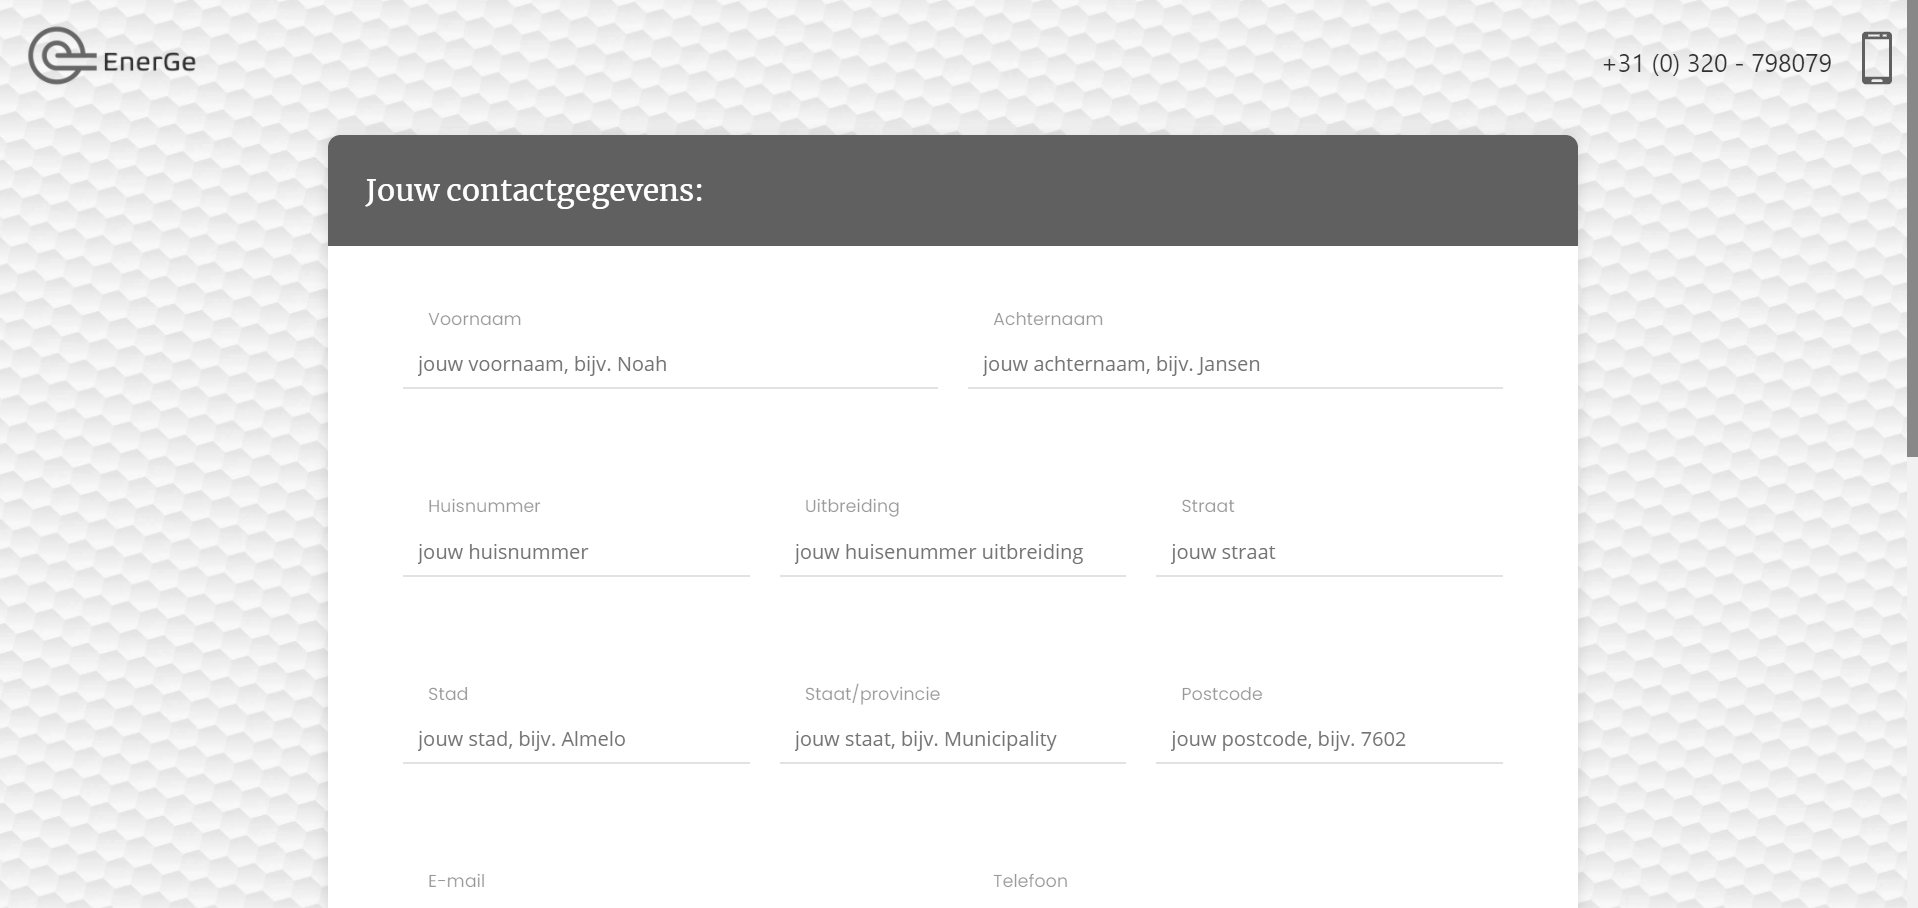 EnerGe
+31 (0) 320 - 798079
Jouw contactgegevens:
Voornaam
Achternaam
jouw voornaam, bijv. Noah
jouw achternaam, bijv. Jansen
Huisnummer
Uitbreiding
Straat
jouw huisnummer
jouw huisenummer uitbreiding
jouw straat
Stad
Staat/provincie
Postcode
jouw stad, bijv. Almelo
jouw staat, bijv. Municipality
jouw postcode, bijv. 7602
E-mail
Telefoon